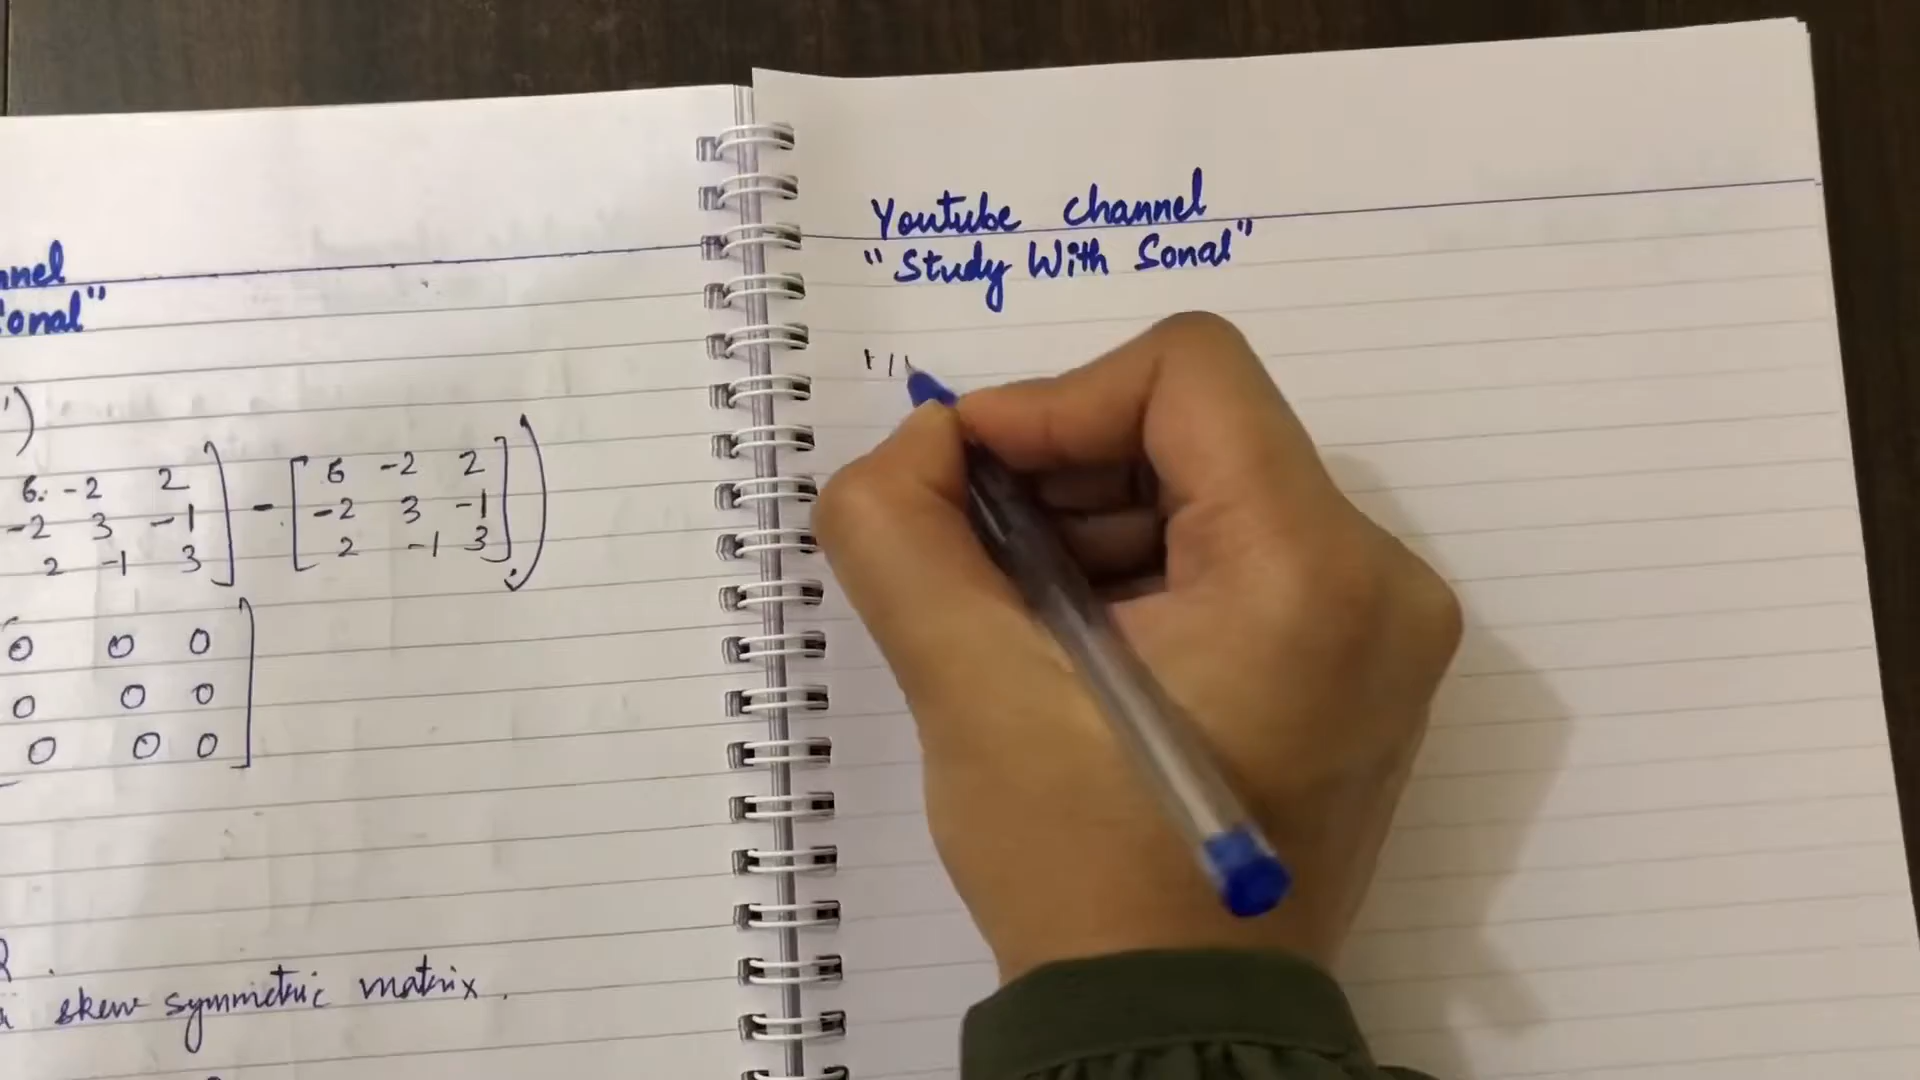 nnel
onal"
')
6. -2 2
-2 3 -1
2 -1 3
-
6 -2 2
-2 3 -1
2 -1 3
0 0 0
0 0 0
0 0 0
skew symmetric matrix.
Youtube channel
"Study With Sonal"